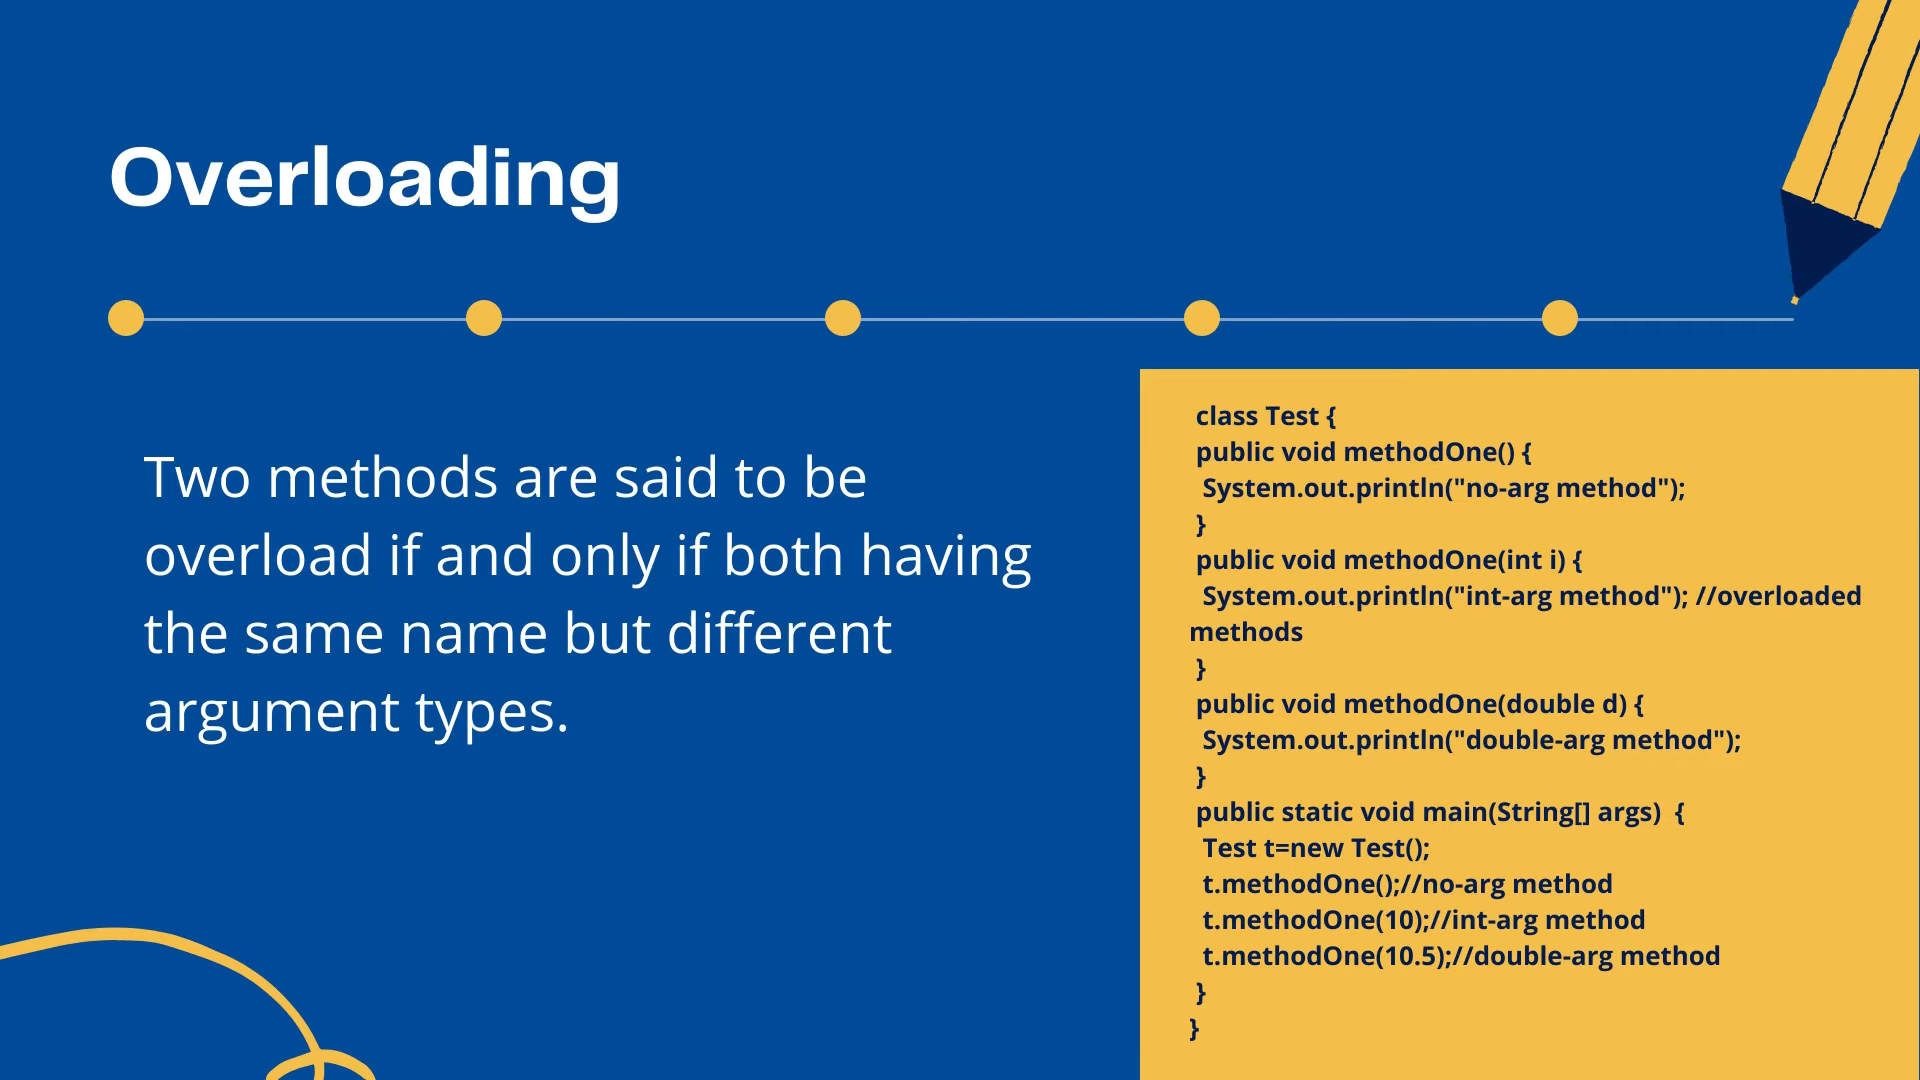 Overloading
Two methods are said to be
overload if and only if both having
the same name but different
argument types.
class Test {
public void methodOne() {
System.out.println("no-arg method");
}
public void methodOne(int i) {
System.out.println("int-arg method"); //overloaded
methods
}
public void methodOne(double d) {
System.out.println("double-arg method");
}
public static void main(String[] args)  {
Test t=new Test();
t.methodOne();//no-arg method
t.methodOne(10);//int-arg method
t.methodOne(10.5);//double-arg method
}
}